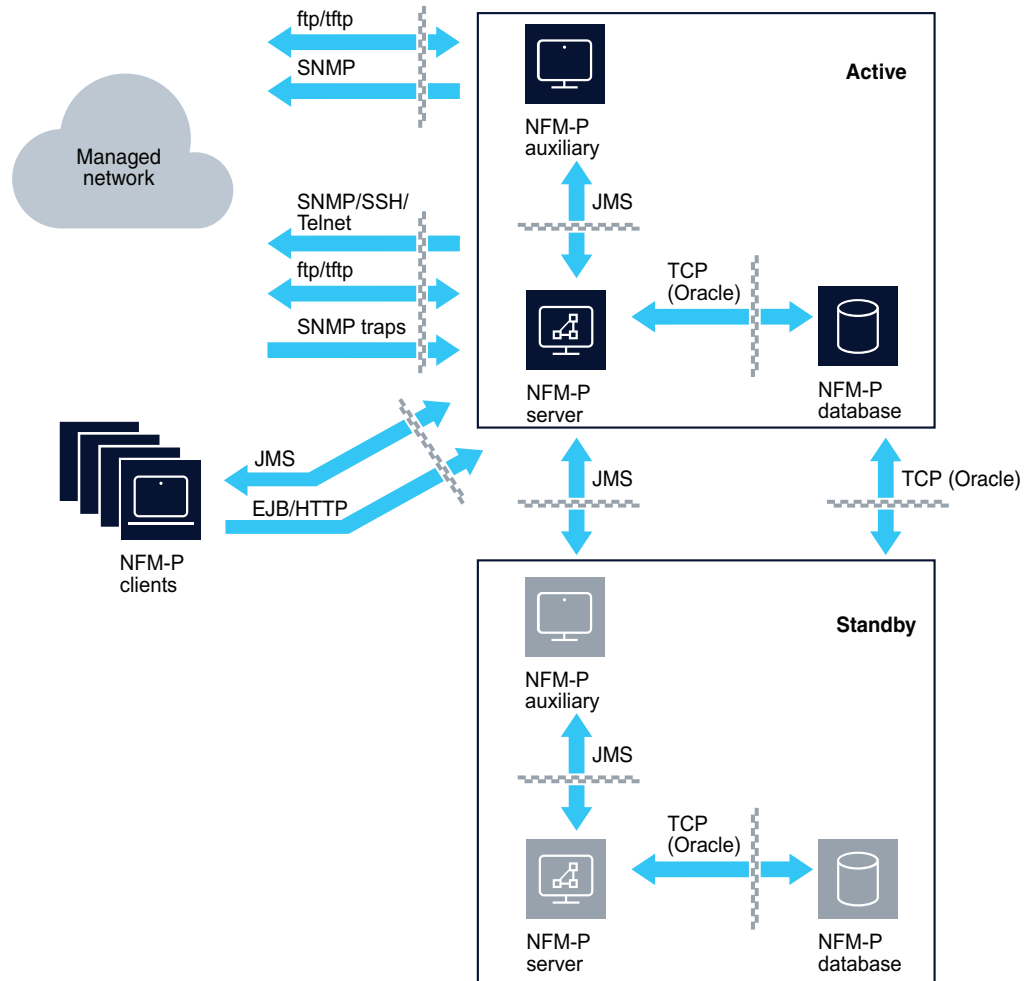 ftp/tftp
SNMP
Active
NFM-P
auxiliary
Managed
network
JMS
SNMP/SSH/
Telnet
ftp/tftp
SNMP traps
TCP
(Oracle)
NFM-P
server
NFM-P
database
JMS
EJB/HTTP
NFM-P
clients
JMS
TCP (Oracle)
Standby
NFM-P
auxiliary
JMS
TCP
(Oracle)
NFM-P
server
NFM-P
database